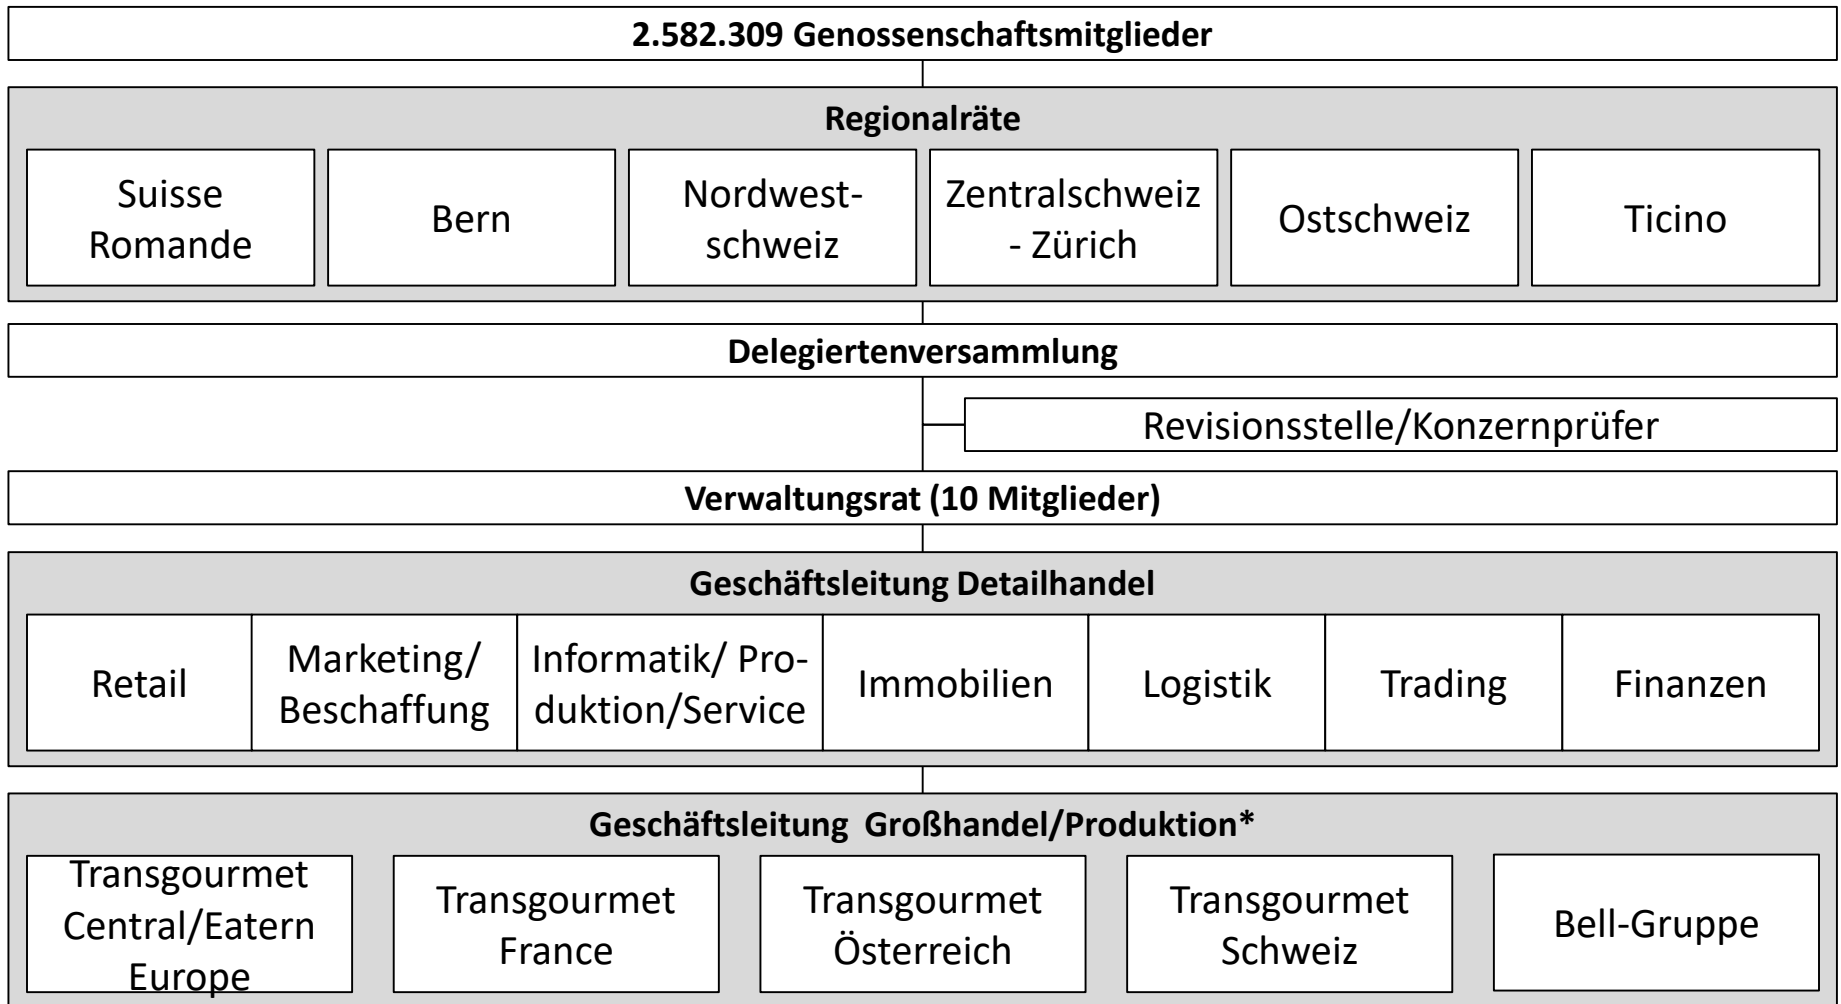 2.582.309 Genossenschaftsmitglieder
Regionalräte
Suisse
Romande
Bern
Nordwest-
schweiz
Zentralschweiz
- Zürich
Ostschweiz
Ticino
Delegiertenversammlung
Revisionsstelle/Konzernprüfer
Verwaltungsrat (10 Mitglieder)
Geschäftsleitung Detailhandel
Retail
Marketing/
Beschaffung
Informatik/ Pro-
duktion/Service
Immobilien
Logistik
Trading
Finanzen
Geschäftsleitung  Großhandel/Produktion*
Transgourmet
Central/Eatern
Europe
Transgourmet
France
Transgourmet
Österreich
Transgourmet
Schweiz
Bell-Gruppe